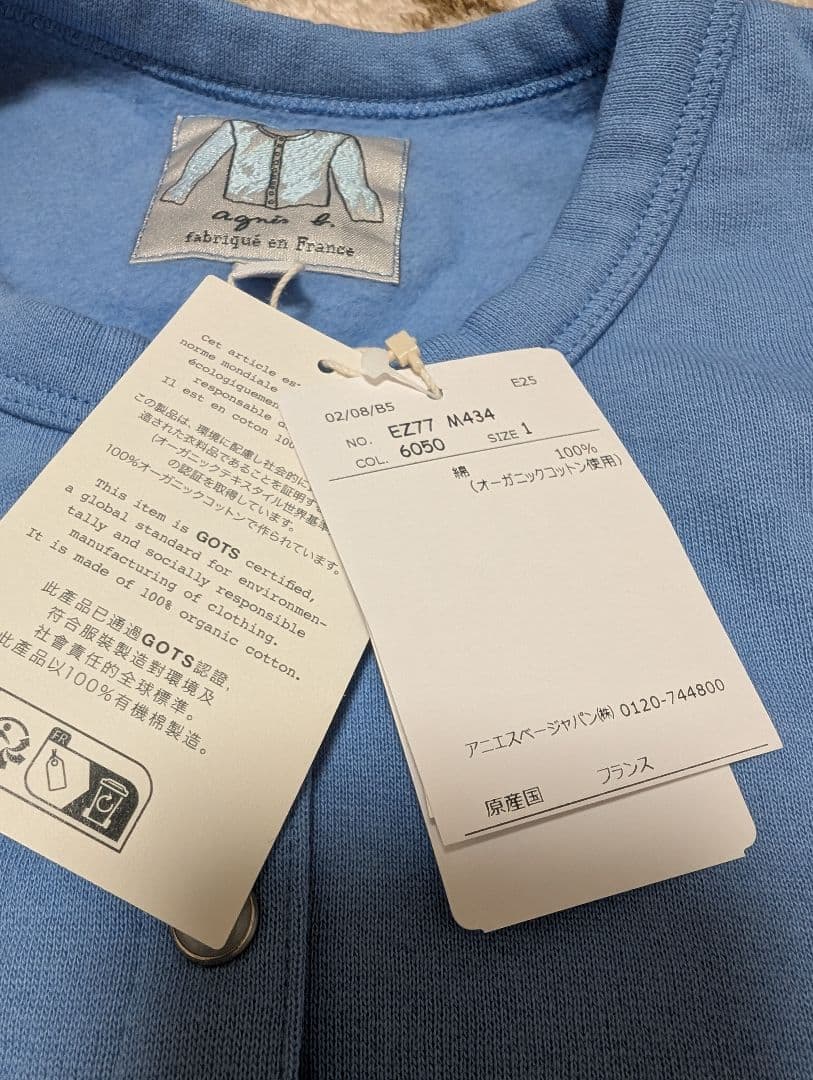 agnès b.
fabriqué en France
Cet article es
norme mondiale
écologiquemen
responsable d
Il est en coton 100
この製品は、環境に配慮し社会的に
造された衣料品であることを証明す
(オーガニックテキスタイル世界基準
の認証を取得しています。
100%オーガニックコットンで作られています。
This item is GOTS certified,
a global standard for environmen-
tally and socially responsible
manufacturing of clothing.
It is made of 100% organic cotton.
此產品已通過GOTS認證,
符合服裝製造對環境及
社會責任的全球標準。
此產品以100%有機棉製造。
FR
02/08/B5 E25
NO. EZ77 M434
COL. 6050 SIZE 1
綿 100%
(オーガニックコットン使用)
アニエスベージャパン㈱ 0120-744800
原産国 フランス